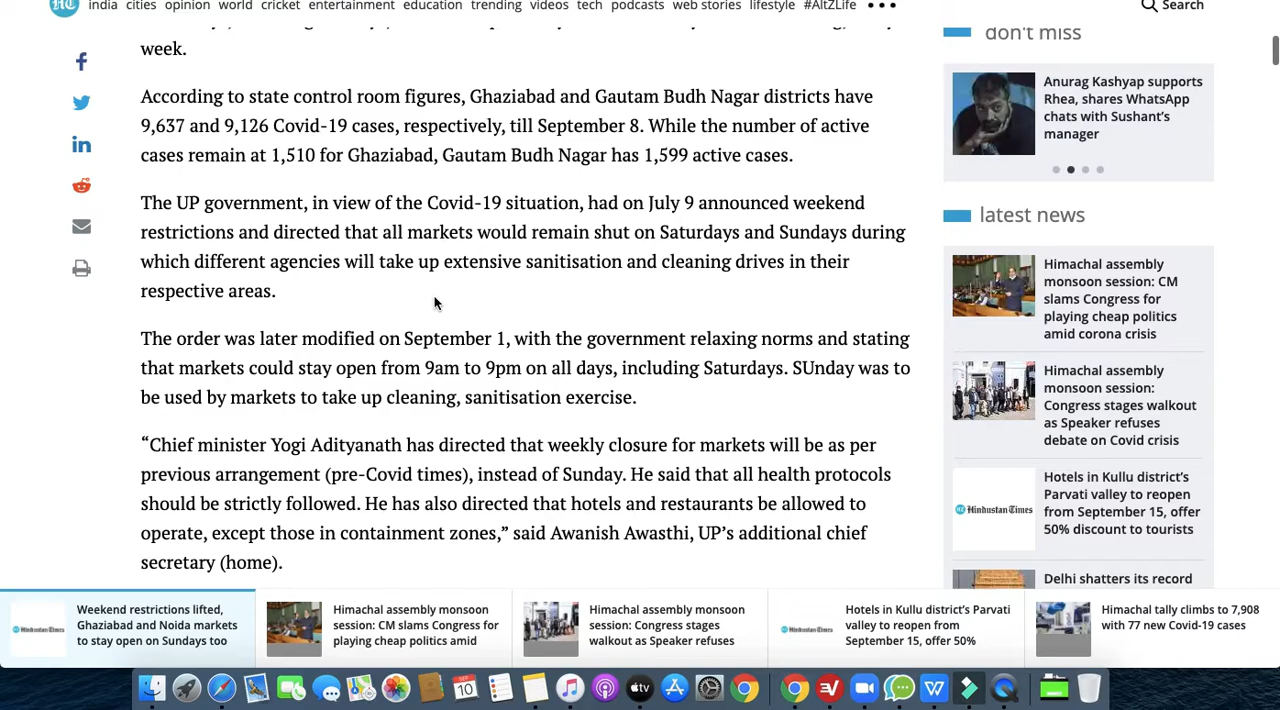 india cities opinion world cricket entertainment education trending videos tech podcasts web stories lifestyle #AltZLife
Search
week.
According to state control room figures, Ghaziabad and Gautam Budh Nagar districts have
9,637 and 9,126 Covid-19 cases, respectively, till September 8. While the number of active
cases remain at 1,510 for Ghaziabad, Gautam Budh Nagar has 1,599 active cases.
The UP government, in view of the Covid-19 situation, had on July 9 announced weekend
restrictions and directed that all markets would remain shut on Saturdays and Sundays during
which different agencies will take up extensive sanitisation and cleaning drives in their
respective areas.
The order was later modified on September 1, with the government relaxing norms and stating
that markets could stay open from 9am to 9pm on all days, including Saturdays. SUnday was to
be used by markets to take up cleaning, sanitisation exercise.
“Chief minister Yogi Adityanath has directed that weekly closure for markets will be as per
previous arrangement (pre-Covid times), instead of Sunday. He said that all health protocols
should be strictly followed. He has also directed that hotels and restaurants be allowed to
operate, except those in containment zones,” said Awanish Awasthi, UP’s additional chief
secretary (home).
don't miss
Anurag Kashyap supports
Rhea, shares WhatsApp
chats with Sushant’s
manager
latest news
Himachal assembly
monsoon session: CM
slams Congress for
playing cheap politics
amid corona crisis
Himachal assembly
monsoon session:
Congress stages walkout
as Speaker refuses
debate on Covid crisis
Hindustan Times
Hotels in Kullu district’s
Parvati valley to reopen
from September 15, offer
50% discount to tourists
Delhi shatters its record
Hindustan Times
Weekend restrictions lifted,
Ghaziabad and Noida markets
to stay open on Sundays too
Himachal assembly monsoon
session: CM slams Congress for
playing cheap politics amid
Himachal assembly monsoon
session: Congress stages
walkout as Speaker refuses
Hindustan Times
Hotels in Kullu district’s Parvati
valley to reopen from
September 15, offer 50%
Himachal tally climbs to 7,908
with 77 new Covid-19 cases
SEP
10
tv